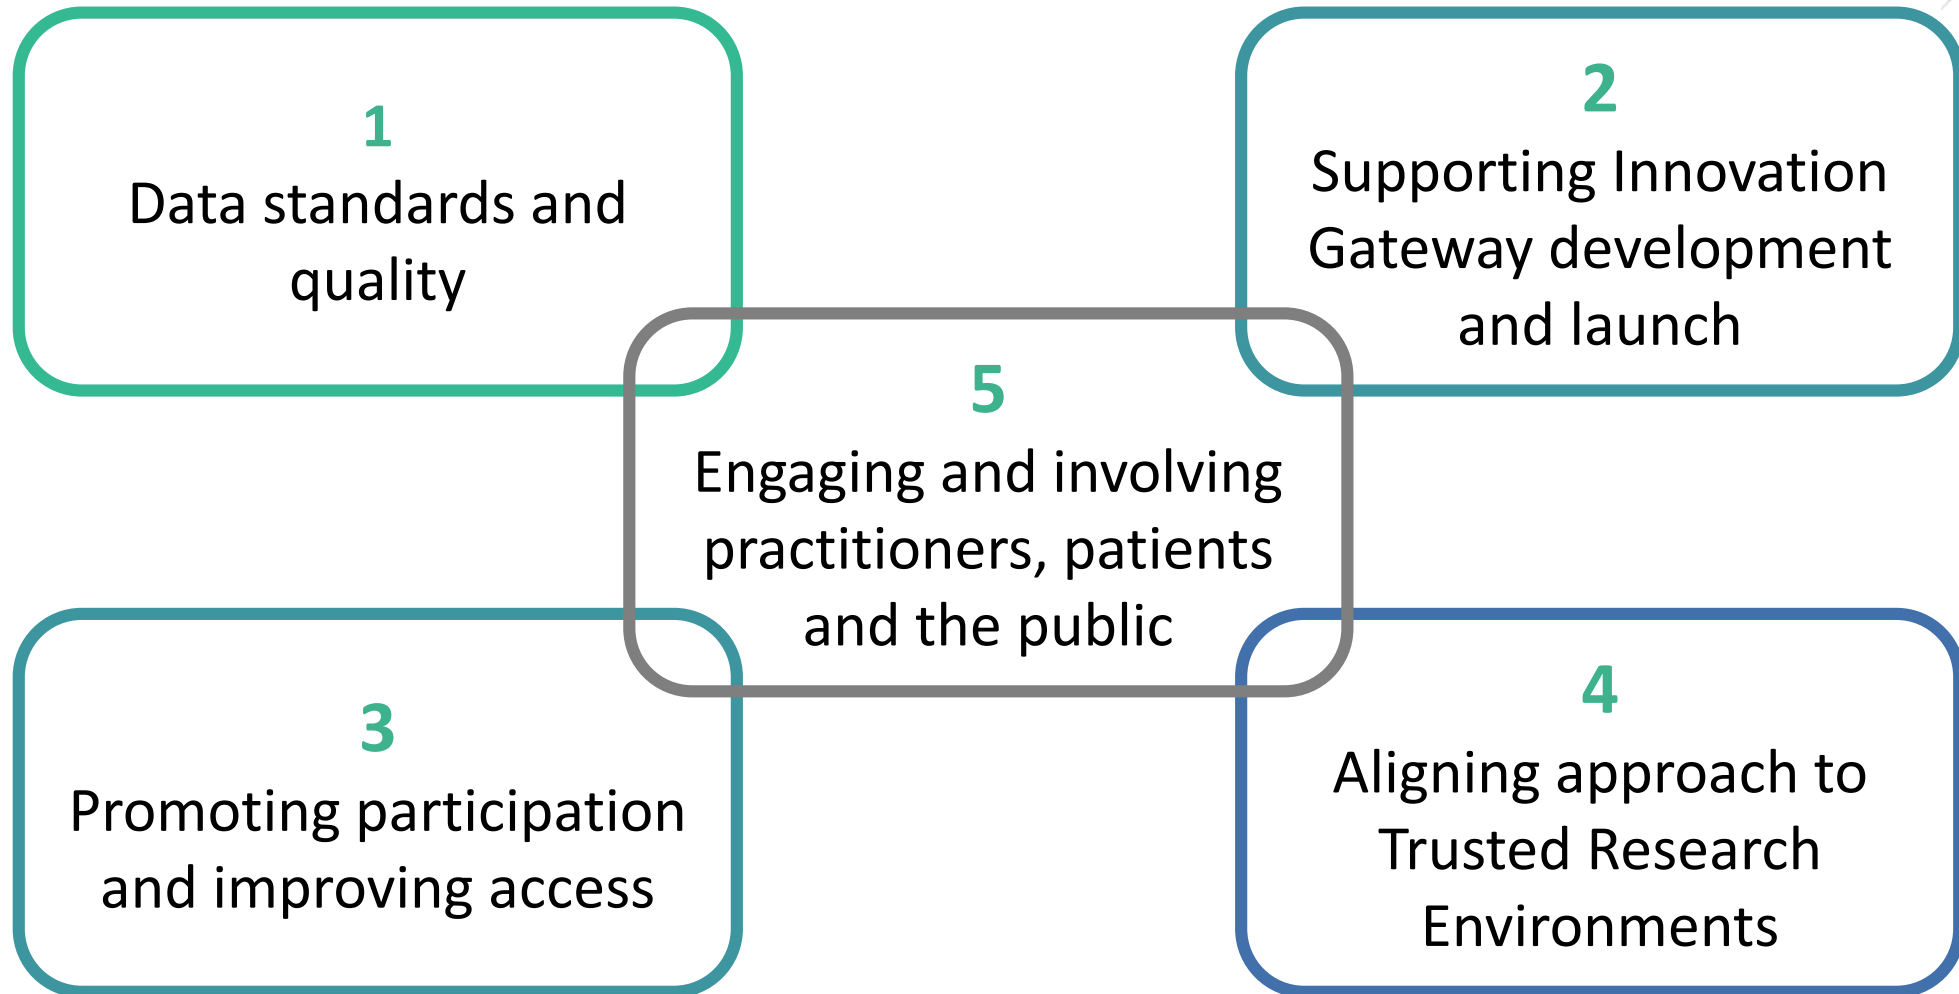 1
Data standards and
quality
2
Supporting Innovation
Gateway development
and launch
5
Engaging and involving
practitioners, patients
and the public
3
Promoting participation
and improving access
4
Aligning approach to
Trusted Research
Environments